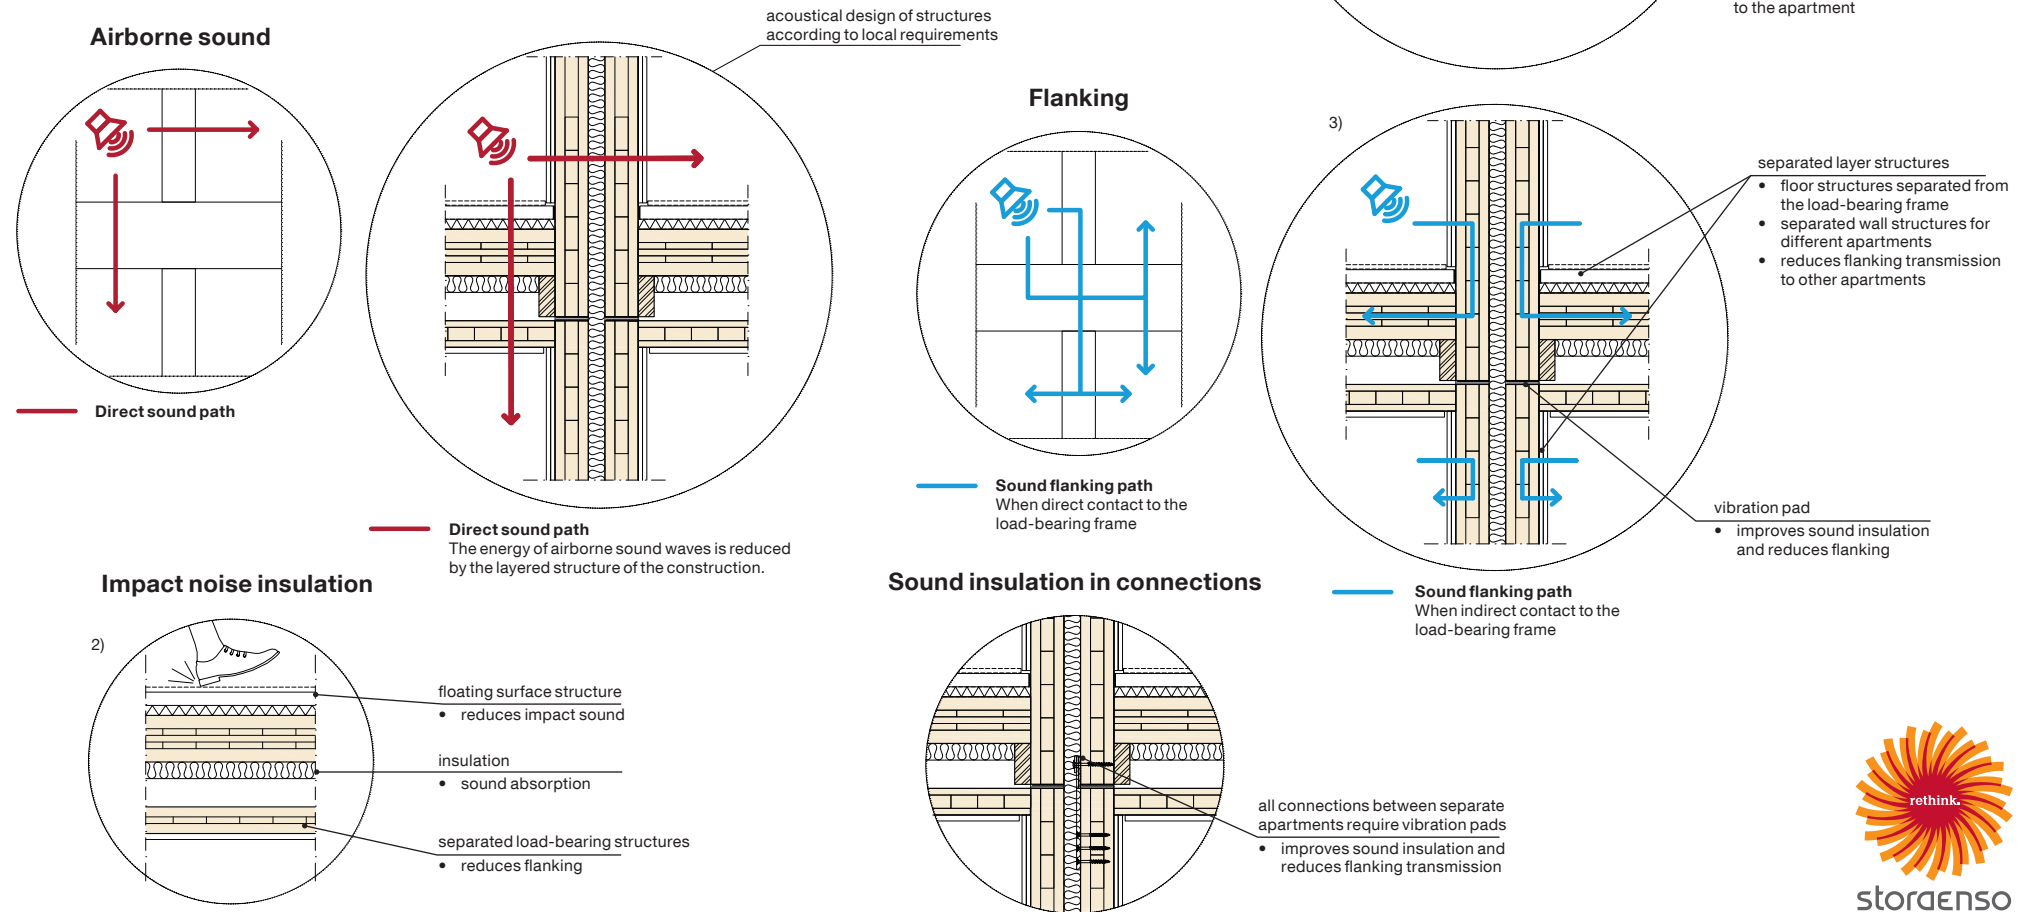 acoustical design of structures
according to local requirements
to the apartment
Airborne sound
Direct sound path
Direct sound path
The energy of airborne sound waves is reduced
by the layered structure of the construction.
Flanking
Sound flanking path
When direct contact to the
load-bearing frame
3)
separated layer structures
• floor structures separated from
the load-bearing frame
• separated wall structures for
different apartments
• reduces flanking transmission
to other apartments
vibration pad
• improves sound insulation
and reduces flanking
Sound flanking path
When indirect contact to the
load-bearing frame
Impact noise insulation
2)
floating surface structure
• reduces impact sound
insulation
• sound absorption
separated load-bearing structures
• reduces flanking
Sound insulation in connections
all connections between separate
apartments require vibration pads
• improves sound insulation and
reduces flanking transmission
rethink.
storaenso